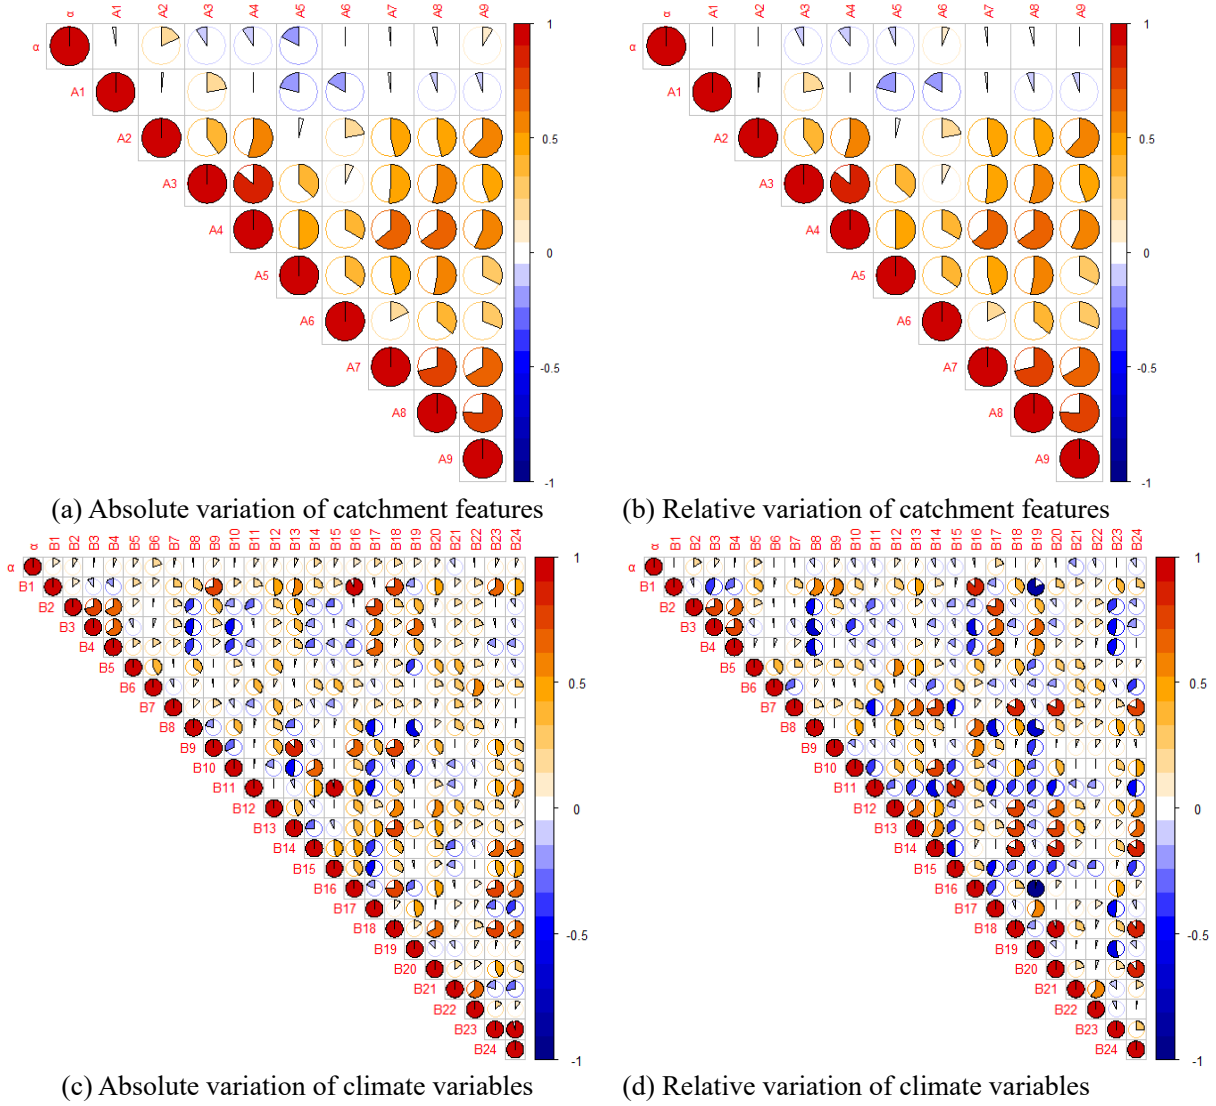 α A1 A2 A3 A4 A5 A6 A7 A8 A9
α
A1
A2
A3
A4
A5
A6
A7
A8
A9
1
0.5
0
-0.5
-1
(a) Absolute variation of catchment features
α A1 A2 A3 A4 A5 A6 A7 A8 A9
α
A1
A2
A3
A4
A5
A6
A7
A8
A9
1
0.5
0
-0.5
-1
(b) Relative variation of catchment features
α B1 B2 B3 B4 B5 B6 B7 B8 B9 B10 B11 B12 B13 B14 B15 B16 B17 B18 B19 B20 B21 B22 B23 B24
α
B1
B2
B3
B4
B5
B6
B7
B8
B9
B10
B11
B12
B13
B14
B15
B16
B17
B18
B19
B20
B21
B22
B23
B24
1
0.5
0
-0.5
-1
(c) Absolute variation of climate variables
α B1 B2 B3 B4 B5 B6 B7 B8 B9 B10 B11 B12 B13 B14 B15 B16 B17 B18 B19 B20 B21 B22 B23 B24
α
B1
B2
B3
B4
B5
B6
B7
B8
B9
B10
B11
B12
B13
B14
B15
B16
B17
B18
B19
B20
B21
B22
B23
B24
1
0.5
0
-0.5
-1
(d) Relative variation of climate variables